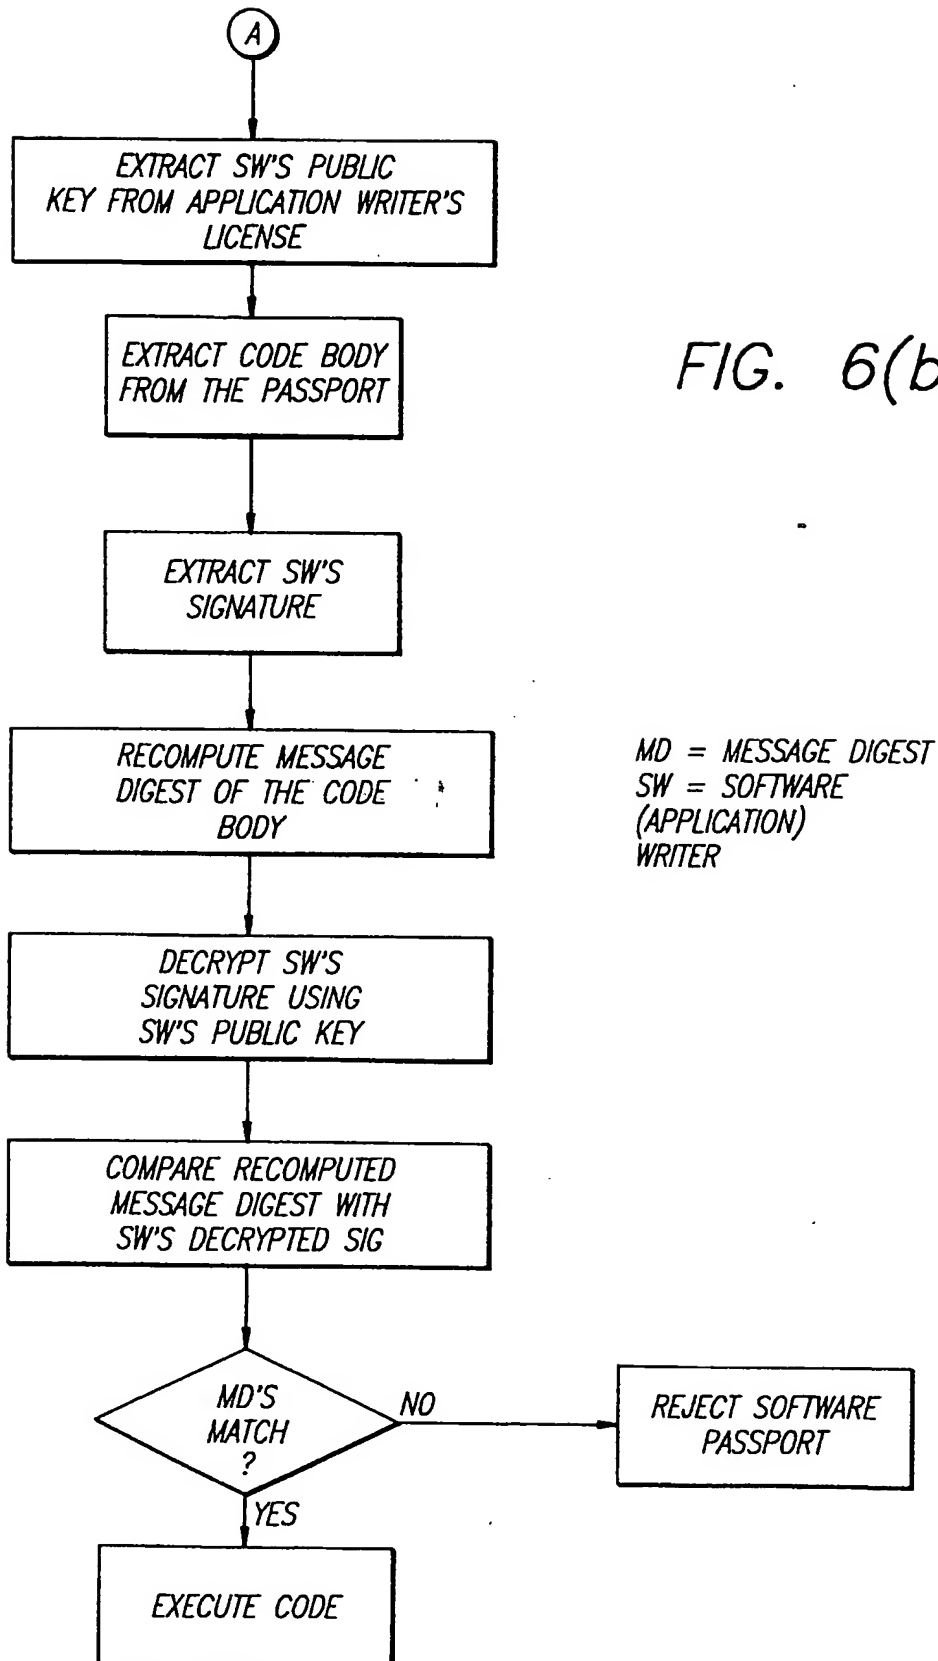 A
EXTRACT SW'S PUBLIC
KEY FROM APPLICATION WRITER'S
LICENSE
EXTRACT CODE BODY
FROM THE PASSPORT
FIG. 6(b
EXTRACT SW'S
SIGNATURE
RECOMPUTE MESSAGE
DIGEST OF THE CODE
BODY
MD = MESSAGE DIGEST
SW = SOFTWARE
(APPLICATION)
WRITER
DECRYPT SW'S
SIGNATURE USING
SW'S PUBLIC KEY
COMPARE RECOMPUTED
MESSAGE DIGEST WITH
SW'S DECRYPTED SIG
MD'S
MATCH
?
NO
REJECT SOFTWARE
PASSPORT
YES
EXECUTE CODE